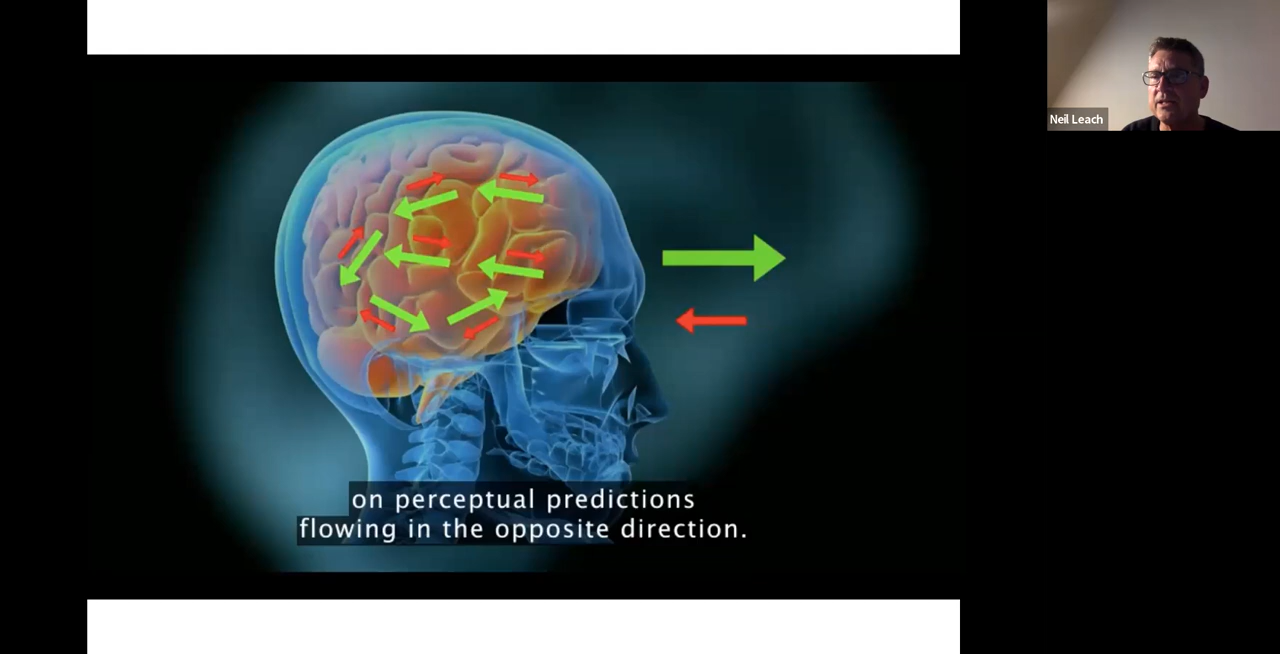 Neil Leach
on perceptual predictions
flowing in the opposite direction.